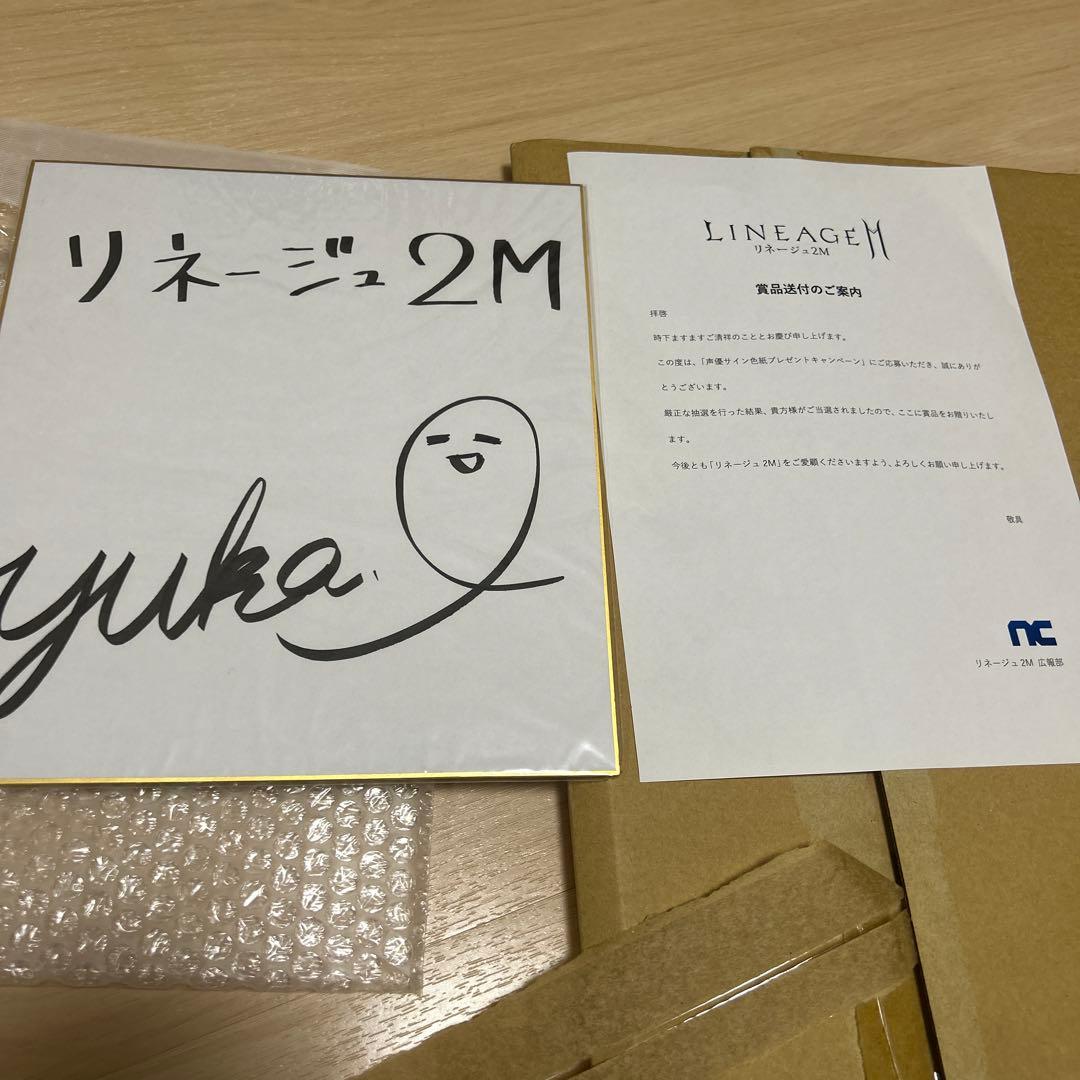 リネージュ2M
yuka
LINEAGE M
リネージュ2M
賞品送付のご案内
拝啓
時下ますますご清祥のこととお慶び申し上げます。
この度は、「声優サイン色紙プレゼントキャンペーン」にご応募いただき、誠にありが
とうございます。
厳正な抽選を行った結果、貴方様がご当選されましたので、ここに賞品をお贈りいたし
ます。
今後とも「リネージュ2M」をご愛顧くださいますよう、よろしくお願い申し上げます。
敬具
nc
リネージュ2M 広報部